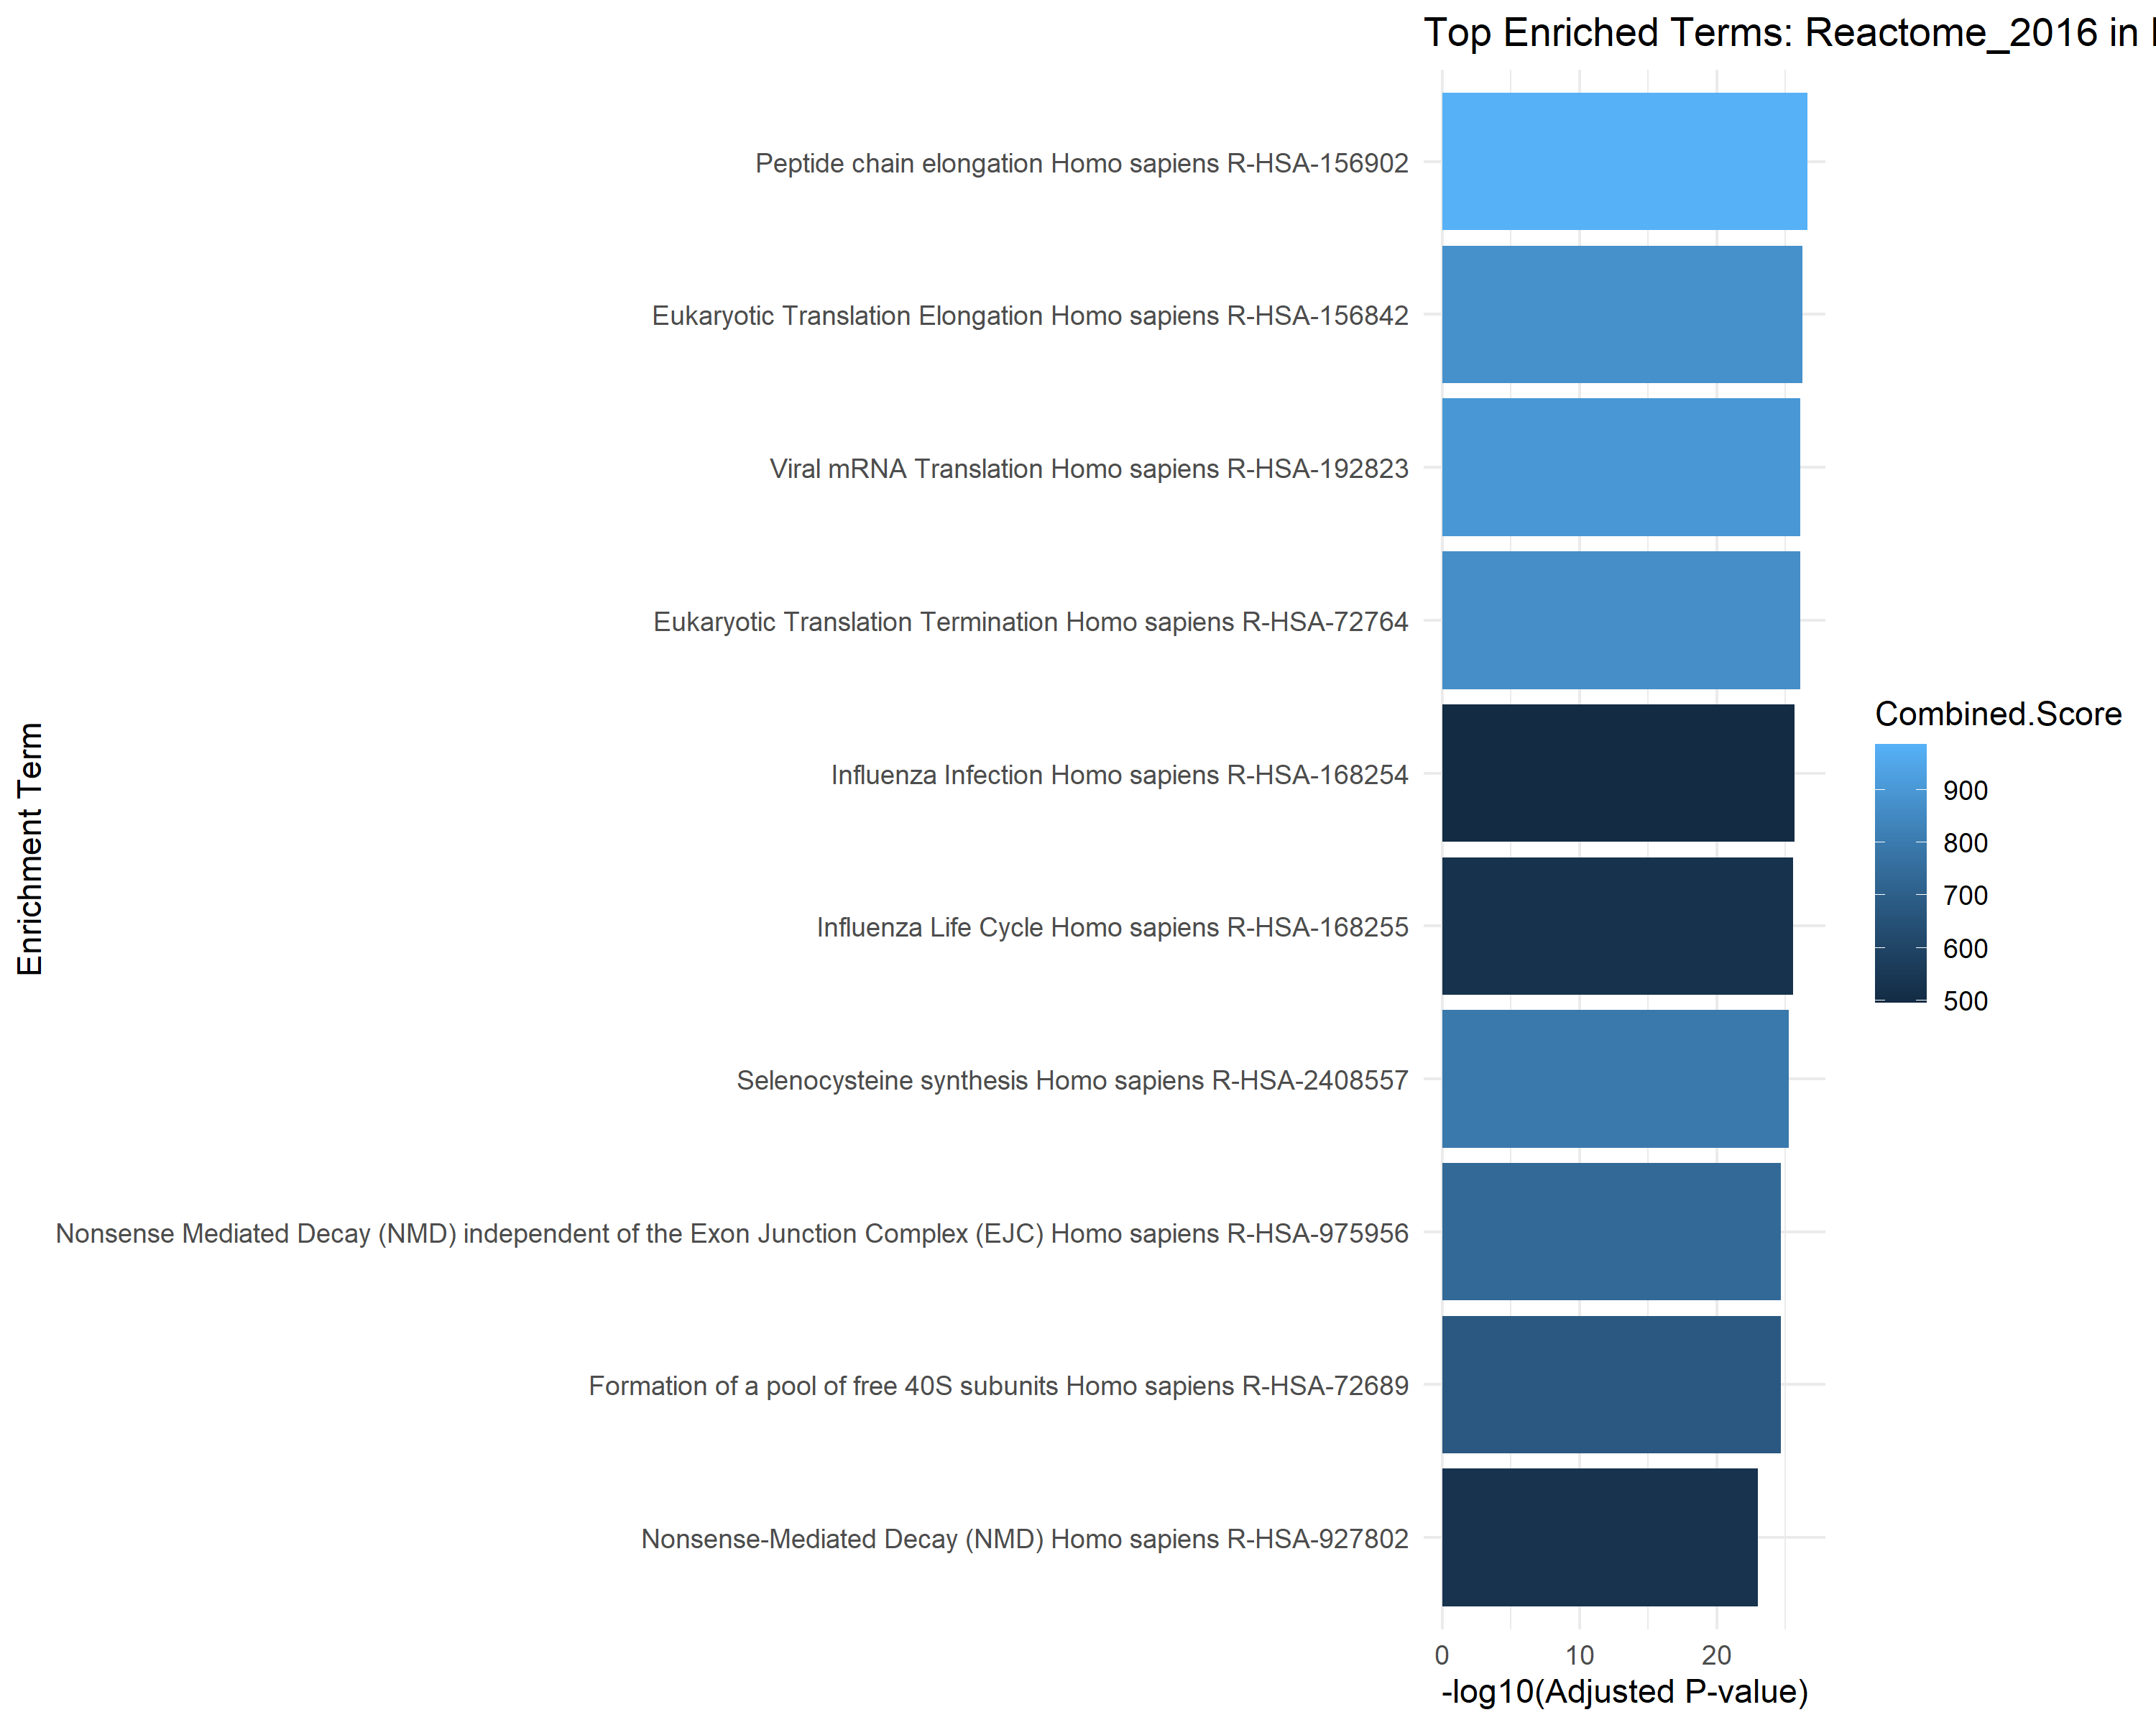 Top Enriched Terms: Reactome_2016 in
Enrichment Term
Peptide chain elongation Homo sapiens R-HSA-156902
Eukaryotic Translation Elongation Homo sapiens R-HSA-156842
Viral mRNA Translation Homo sapiens R-HSA-192823
Eukaryotic Translation Termination Homo sapiens R-HSA-72764
Influenza Infection Homo sapiens R-HSA-168254
Influenza Life Cycle Homo sapiens R-HSA-168255
Selenocysteine synthesis Homo sapiens R-HSA-2408557
Nonsense Mediated Decay (NMD) independent of the Exon Junction Complex (EJC) Homo sapiens R-HSA-975956
Formation of a pool of free 40S subunits Homo sapiens R-HSA-72689
Nonsense-Mediated Decay (NMD) Homo sapiens R-HSA-927802
0 10 20
-log10(Adjusted P-value)
Combined.Score
900
800
700
600
500